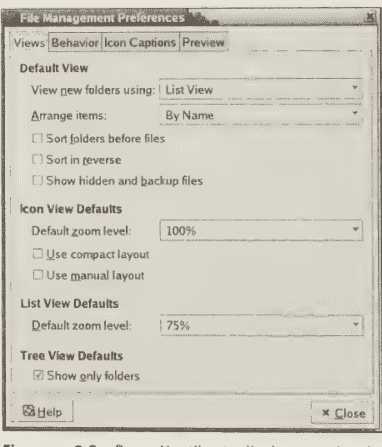 File Management Preferences
Views Behavior Icon Captions Preview
Default View
View new folders using: List View
Arrange items: By Name
Sort folders before files
Sort in reverse
Show hidden and backup files
Icon View Defaults
Default zoom level: 100%
Use compact layout
Use manual layout
List View Defaults
Default zoom level: 75%
Tree View Defaults
Show only folders
Help Close